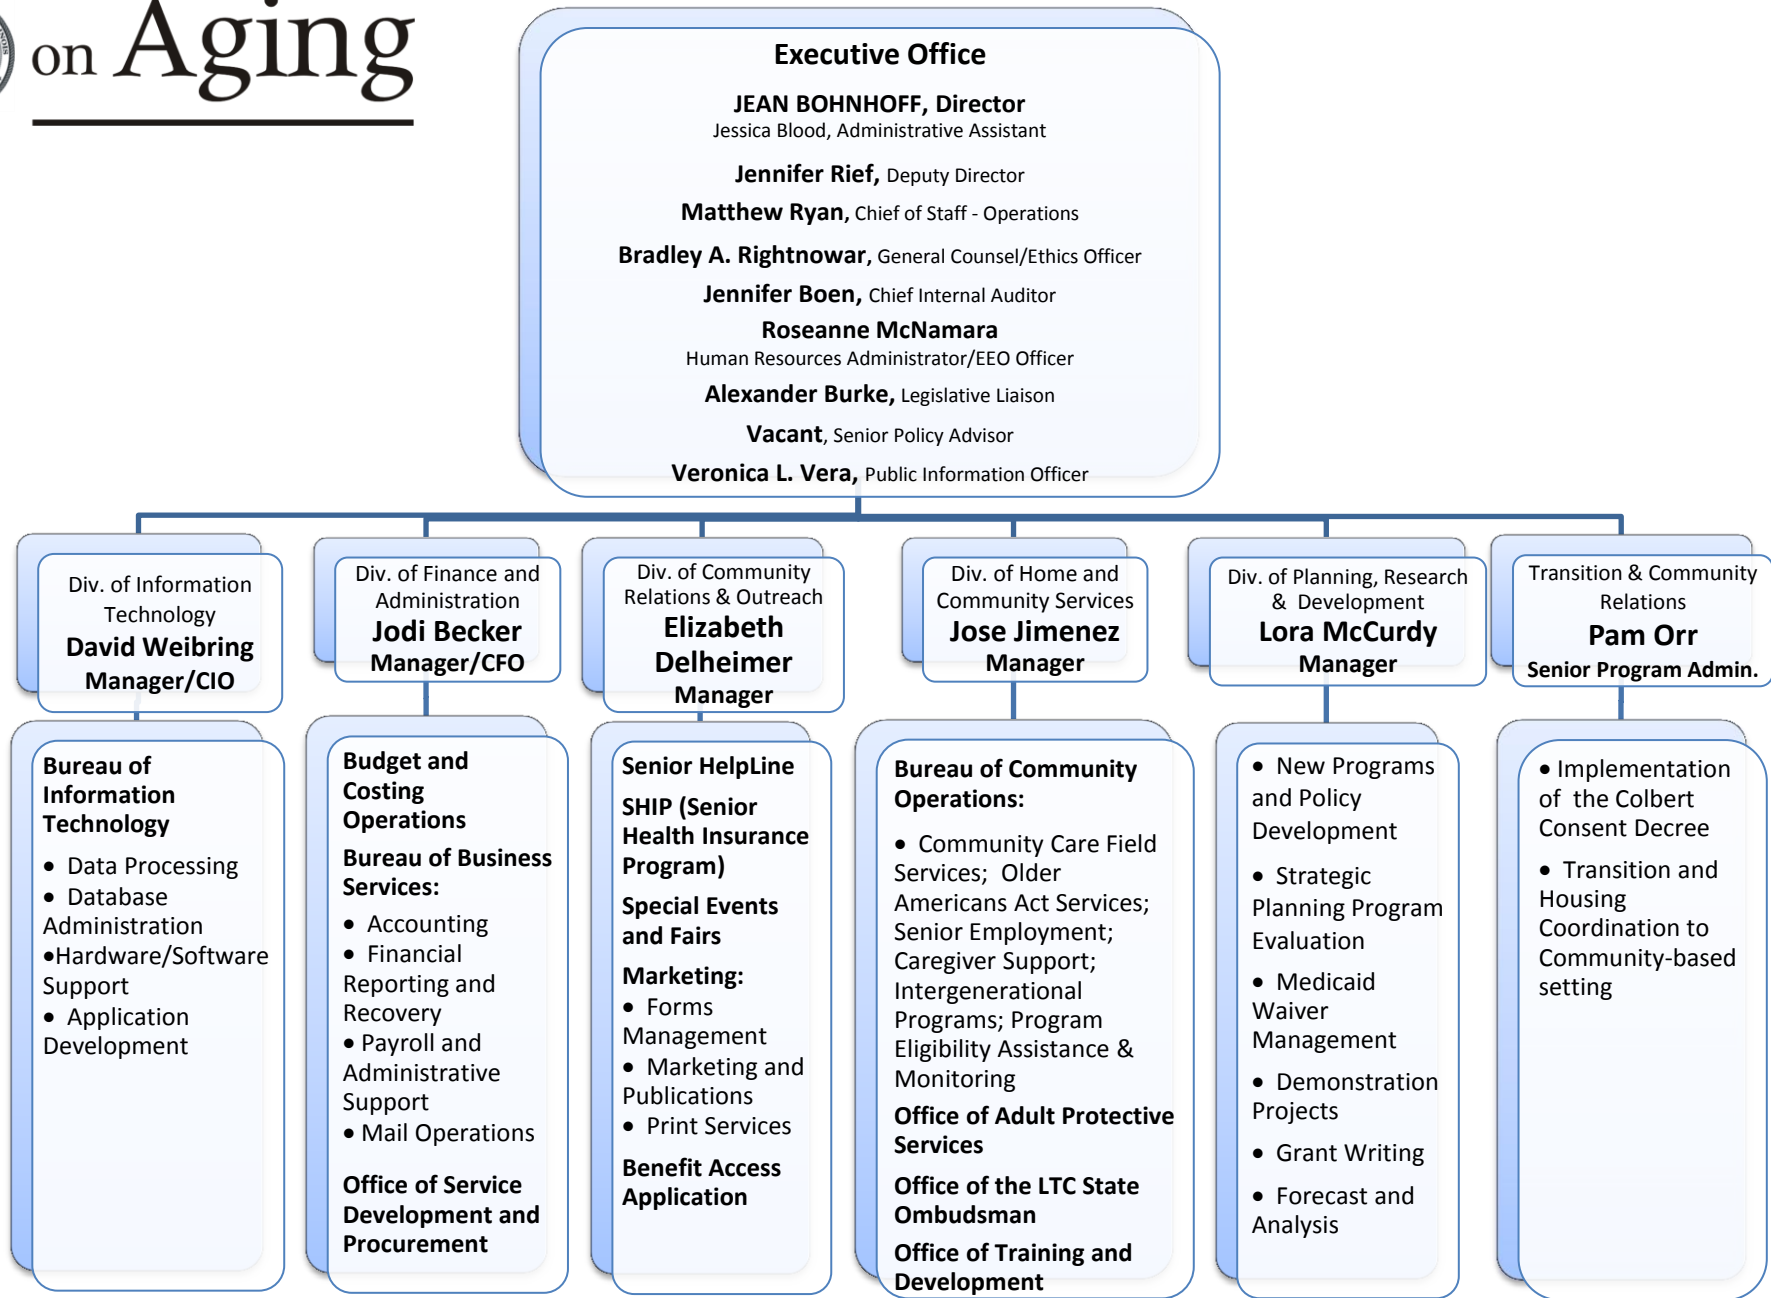 on Aging
Executive Office
JEAN BOHNHOFF, Director
Jessica Blood, Administrative Assistant
Jennifer Rief, Deputy Director
Matthew Ryan, Chief of Staff - Operations
Bradley A. Rightnowar, General Counsel/Ethics Officer
Jennifer Boen, Chief Internal Auditor
Roseanne McNamara
Human Resources Administrator/EEO Officer
Alexander Burke, Legislative Liaison
Vacant, Senior Policy Advisor
Veronica L. Vera, Public Information Officer
Div. of Information
Technology
David Weibring
Manager/CIO
Div. of Finance and
Administration
Jodi Becker
Manager/CFO
Div. of Community
Relations & Outreach
Elizabeth
Delheimer
Manager
Div. of Home and
Community Services
Jose Jimenez
Manager
Div. of Planning, Research
& Development
Lora McCurdy
Manager
Transition & Community
Relations
Pam Orr
Senior Program Admin.
Bureau of
Information
Technology
• Data Processing
• Database
Administration
•Hardware/Software
Support
• Application
Development
Budget and
Costing
Operations
Bureau of Business
Services:
• Accounting
• Financial
Reporting and
Recovery
• Payroll and
Administrative
Support
• Mail Operations
Office of Service
Development and
Procurement
Senior HelpLine
SHIP (Senior
Health Insurance
Program)
Special Events
and Fairs
Marketing:
• Forms
Management
• Marketing and
Publications
• Print Services
Benefit Access
Application
Bureau of Community
Operations:
• Community Care Field
Services; Older
Americans Act Services;
Senior Employment;
Caregiver Support;
Intergenerational
Programs; Program
Eligibility Assistance &
Monitoring
Office of Adult Protective
Services
Office of the LTC State
Ombudsman
Office of Training and
Development
• New Programs
and Policy
Development
• Strategic
Planning Program
Evaluation
• Medicaid
Waiver
Management
• Demonstration
Projects
• Grant Writing
• Forecast and
Analysis
• Implementation
of the Colbert
Consent Decree
• Transition and
Housing
Coordination to
Community-based
setting